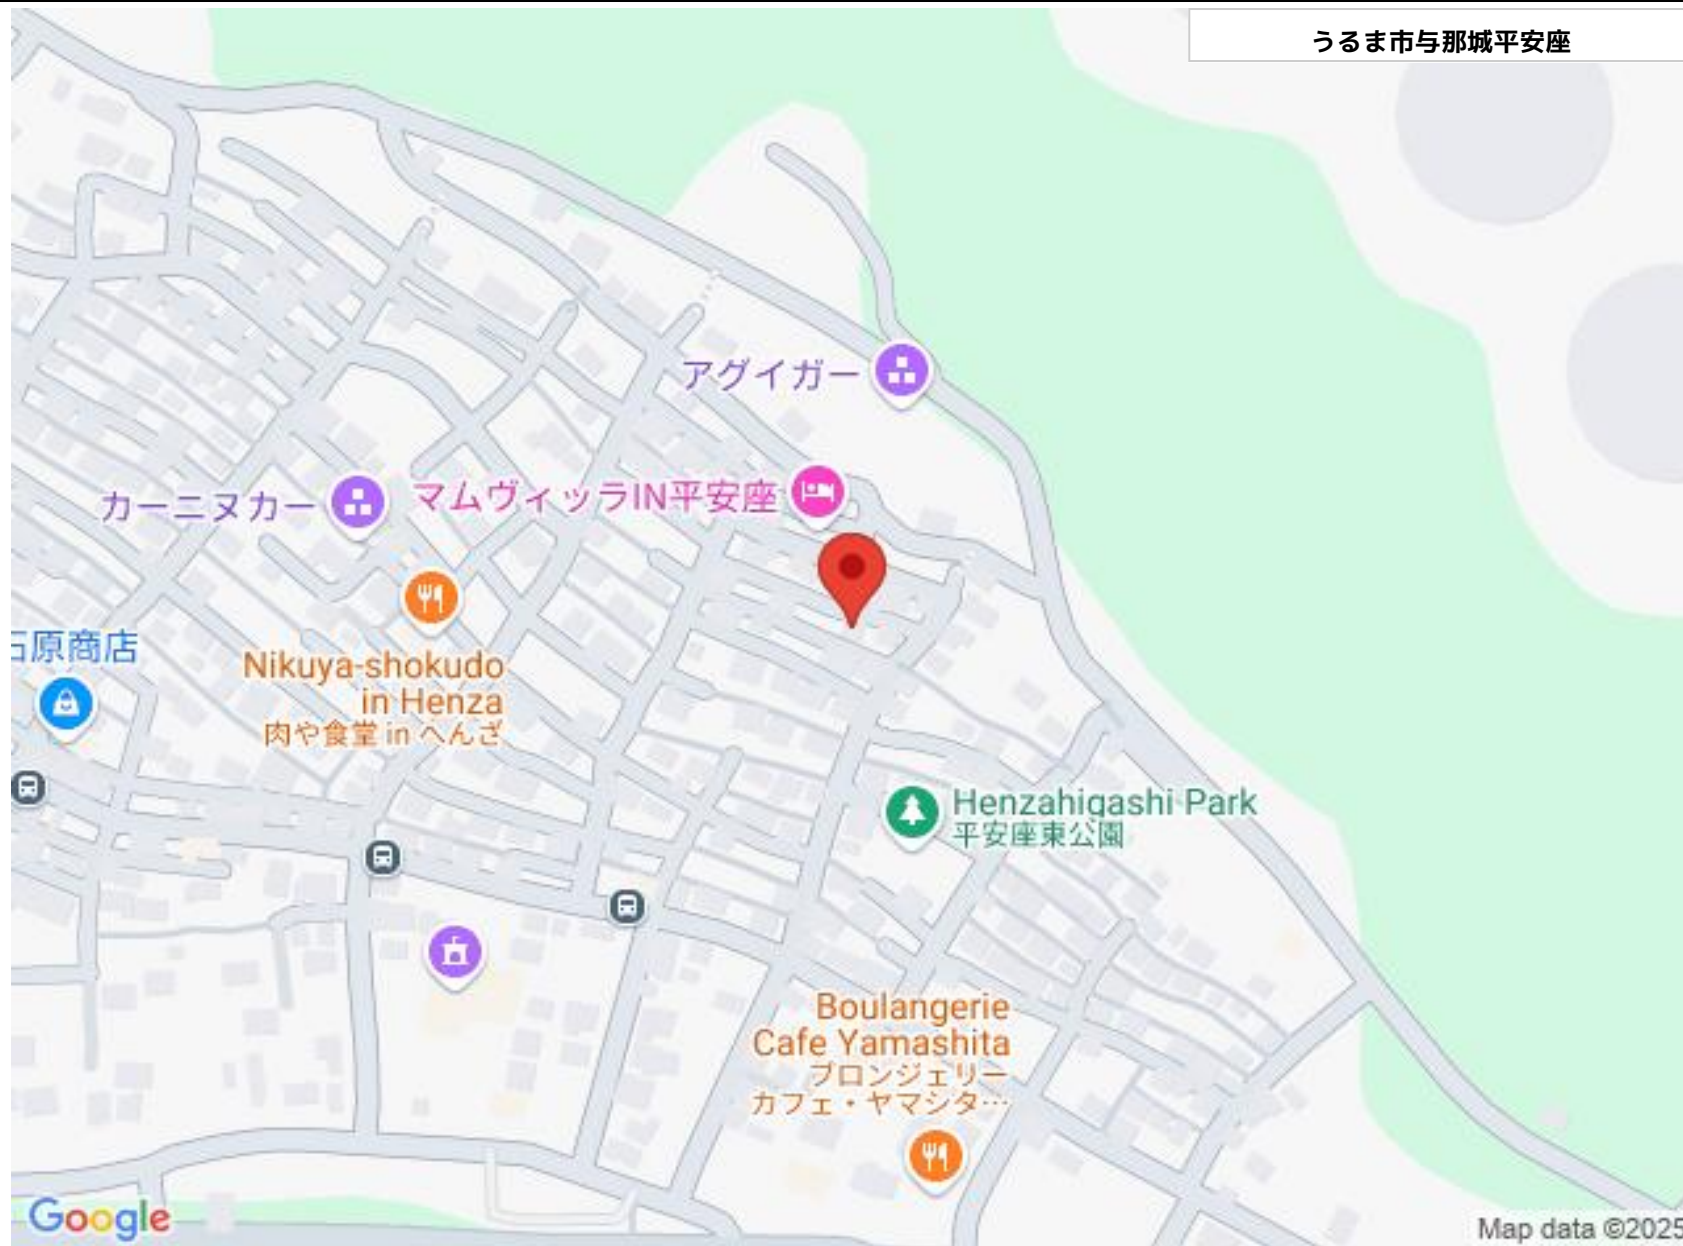 うるま市与那城平安座
アグイガー
マムヴィッラIN平安座
カーニヌカー
原商店
Nikuya-shokudo
in Henza
肉や食堂 in へんざ
Henzahigashi Park
平安座東公園
Boulangerie
Cafe Yamashita
ブロンジェリー
カフェ・ヤマシタ…
Google
Map data ©2025